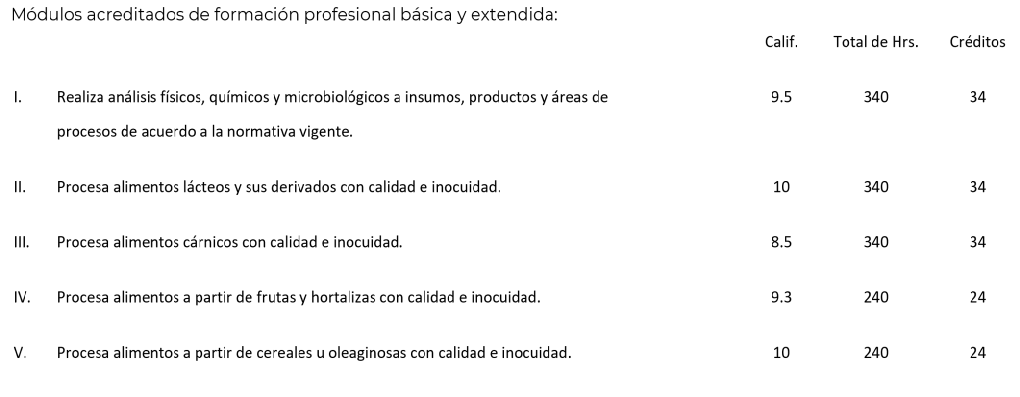 Módulos acreditados de formación profesional básica y extendida:
Calif. Total de Hrs. Créditos
I. Realiza análisis físicos, químicos y microbiológicos a insumos, productos y áreas de 9.5 340 34
procesos de acuerdo a la normativa vigente.
II. Procesa alimentos lácteos y sus derivados con calidad e inocuidad. 10 340 34
III. Procesa alimentos cárnicos con calidad e inocuidad. 8.5 340 34
IV. Procesa alimentos a partir de frutas y hortalizas con calidad e inocuidad. 9.3 240 24
V. Procesa alimentos a partir de cereales u oleaginosas con calidad e inocuidad. 10 240 24